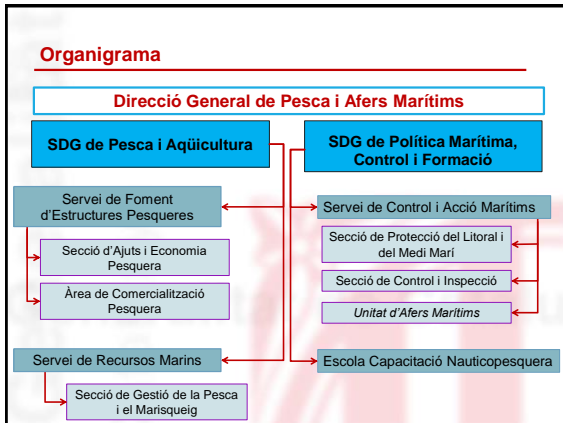 Organigrama
Direcció General de Pesca i Afers Marítims
SDG de Pesca i Aqüicultura
SDG de Política Marítima,
Control i Formació
Servei de Foment
d'Estructures Pesqueres
Secció d'Ajuts i Economia
Pesquera
Àrea de Comercialització
Pesquera
Servei de Recursos Marins
Secció de Gestió de la Pesca
i el Marisqueig
Servei de Control i Acció Marítims
Secció de Protecció del Litoral i
del Medi Marí
Secció de Control i Inspecció
Unitat d'Afers Marítims
Escola Capacitació Nauticopesquera